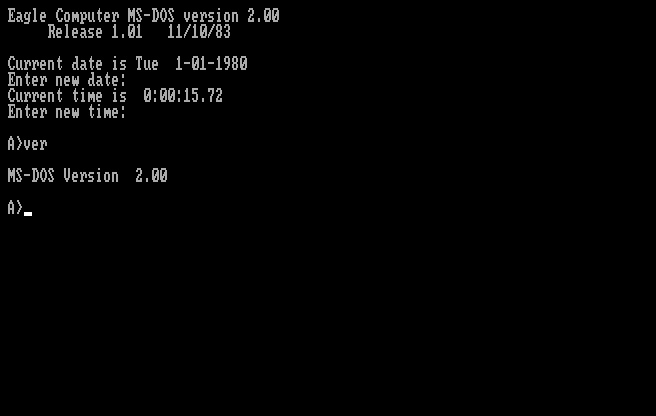 Eagle Computer MS-DOS version 2.00
     Release 1.01   11/10/83

Current date is Tue  1-01-1980
Enter new date:
Current time is  0:00:15.72
Enter new time:

A>ver

MS-DOS Version  2.00

A>_